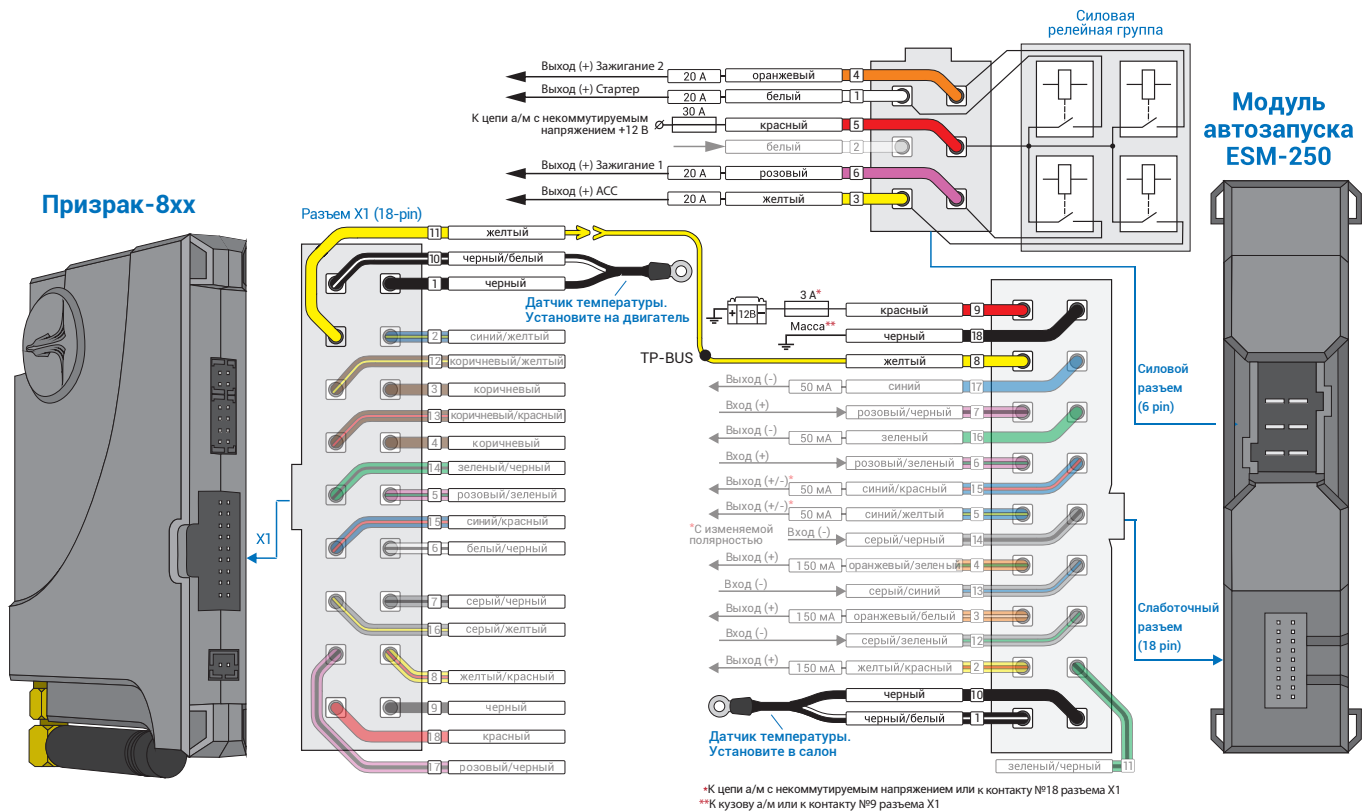 Силовая
релейная группа
Выход (+) Зажигание 2
20 А
оранжевый
4
Выход (+) Стартер
20 А
белый
1
К цепи а/м с некоммутируемым
напряжением +12 В
30 А
красный
5
белый
2
Выход (+) Зажигание 1
20 А
розовый
6
Выход (+) АСС
20 А
желтый
3
Модуль
автозапуска
ESM-250
Призрак-8xx
Разъем X1 (18-pin)
11
желтый
10
черный/белый
1
черный
Датчик температуры.
Установите на двигатель
2
синий/желтый
12
коричневый/желтый
3
коричневый
13
коричневый/красный
4
коричневый
14
зеленый/черный
5
розовый/зеленый
15
синий/красный
6
белый/черный
7
серый/черный
16
серый/желтый
8
желтый/красный
9
черный
18
красный
17
розовый/черный
X1
TP-BUS
+ 12В -
3 А*
красный
9
Масса**
черный
18
желтый
8
Выход (-)
50 мА
синий
17
Вход (+)
розовый/черный
7
Выход (-)
50 мА
зеленый
16
Вход (+)
розовый/зеленый
6
Выход (+/-)*
50 мА
синий/красный
15
Выход (+/-)*
50 мА
синий/желтый
5
*С изменяемой
полярностью
Вход (-)
серый/черный
14
Выход (+)
150 мА
оранжевый/зеленый
4
Вход (-)
серый/синий
13
Выход (+)
150 мА
оранжевый/белый
3
Вход (-)
серый/зеленый
12
Выход (+)
150 мА
желтый/красный
2
черный
10
черный/белый
1
Датчик температуры.
Установите в салон
зеленый/черный
11
Силовой
разъем
(6 pin)
Слаботочный
разъем
(18 pin)
*К цепи а/м с некоммутируемым напряжением или к контакту №18 разъема X1
**К кузову а/м или к контакту №9 разъема X1